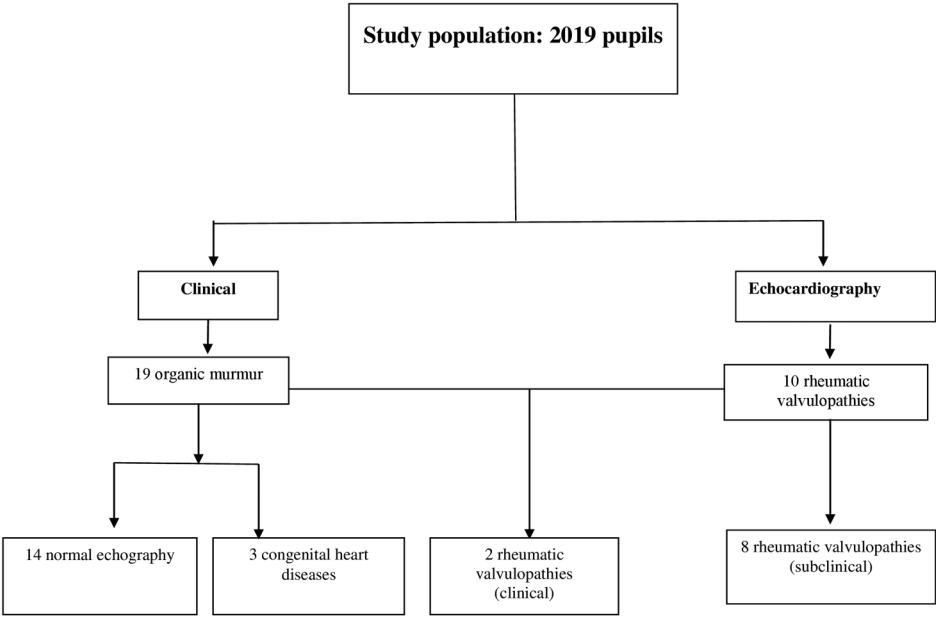 Study population: 2019 pupils
Clinical
Echocardiography
19 organic murmur
10 rheumatic
valvulopathies
14 normal echography
3 congenital heart
diseases
2 rheumatic
valvulopathies
(clinical)
8 rheumatic valvulopathies
(subclinical)